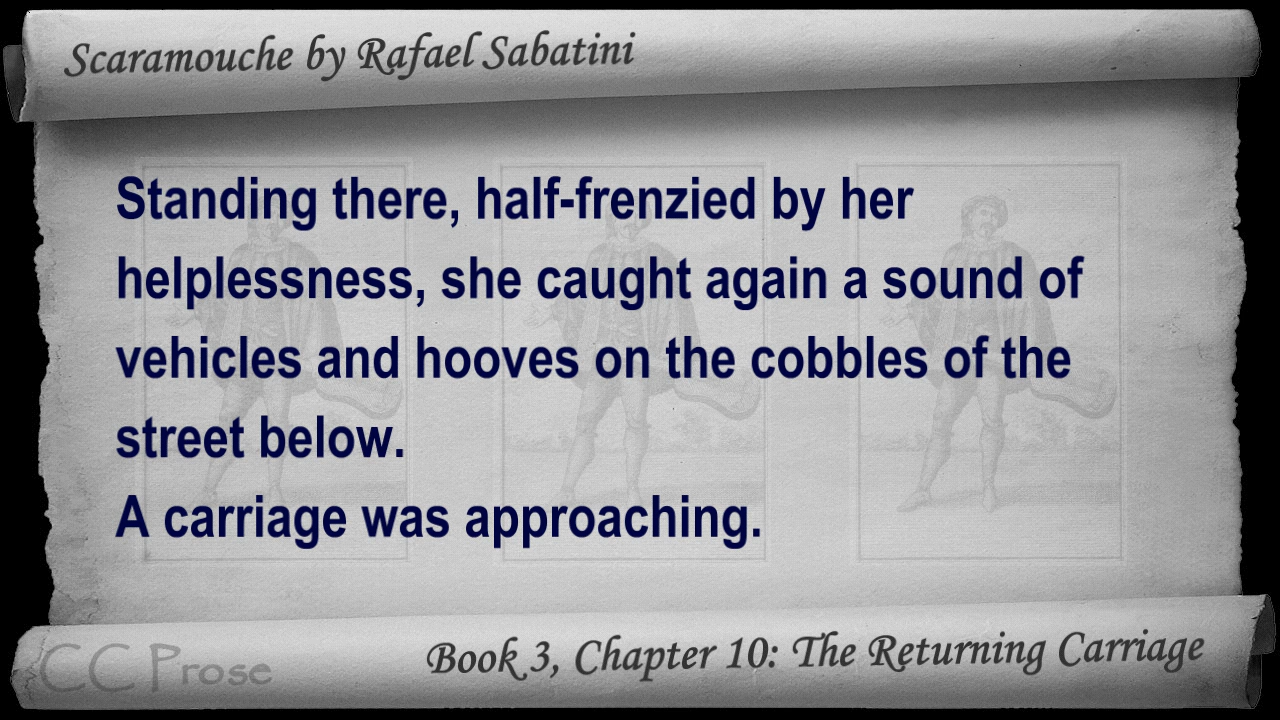 Scaramouche by Rafael Sabatini
Standing there, half-frenzied by her
helplessness, she caught again a sound of
vehicles and hooves on the cobbles of the
street below.
A carriage was approaching.
Book 3, Chapter 10: The Returning Carriage
CC Prose